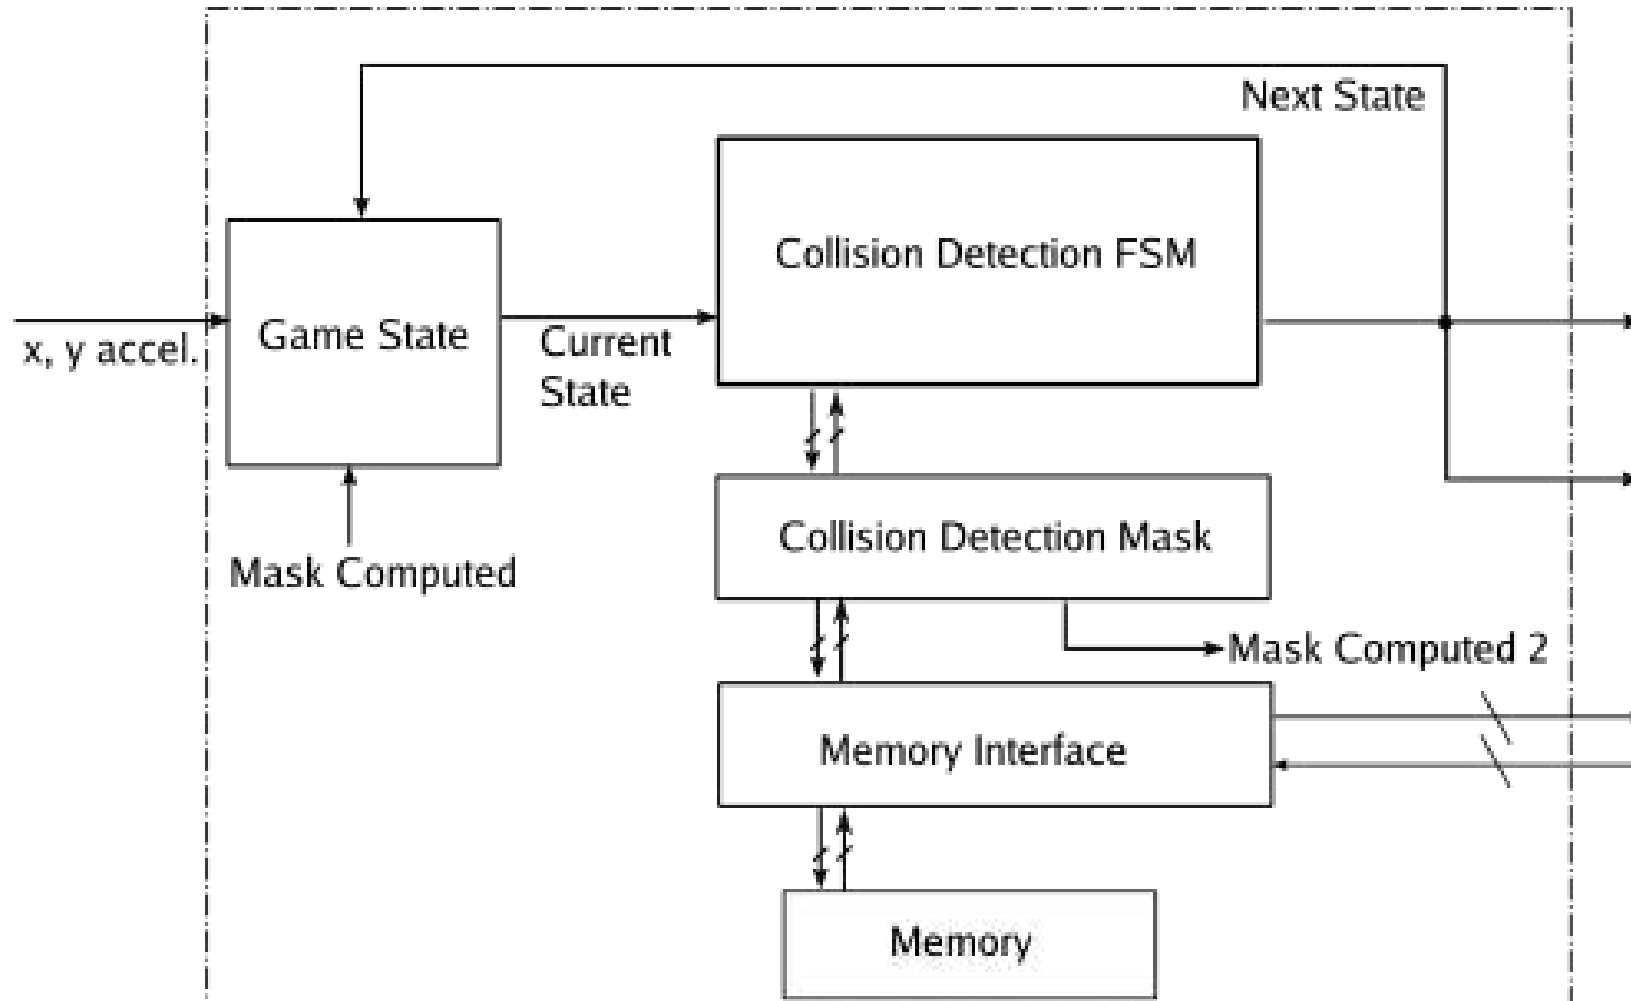 Next State
Collision Detection FSM
Game State
x, y accel.
Current
State
Collision Detection Mask
Mask Computed
Mask Computed 2
Memory Interface
Memory